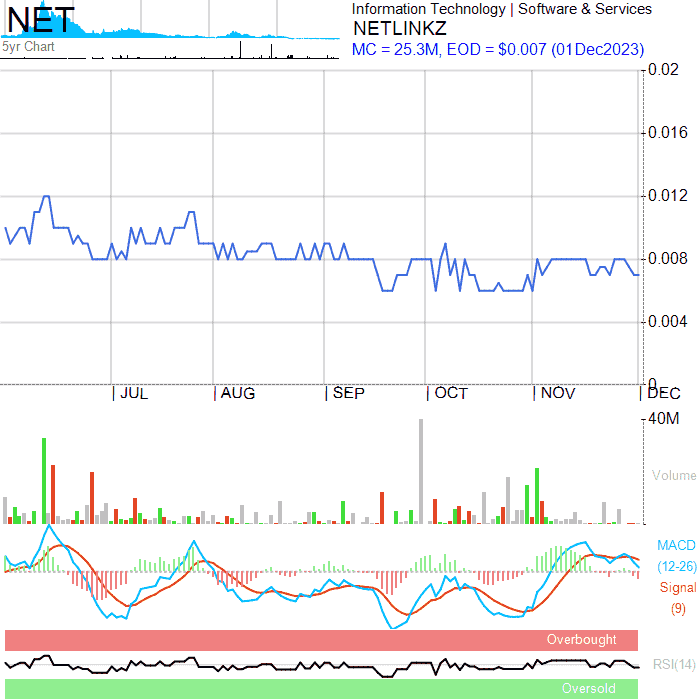 NET
Information Technology | Software & Services
NETLINKZ
MC = 25.3M, EOD = $0.007 (01Dec2023)
5yr Chart
0.02
0.016
0.012
0.008
0.004
0
JUL AUG SEP OCT NOV DEC
40M
Volume
MACD
(12-26)
Signal
(9)
Overbought
RSI(14)
Oversold